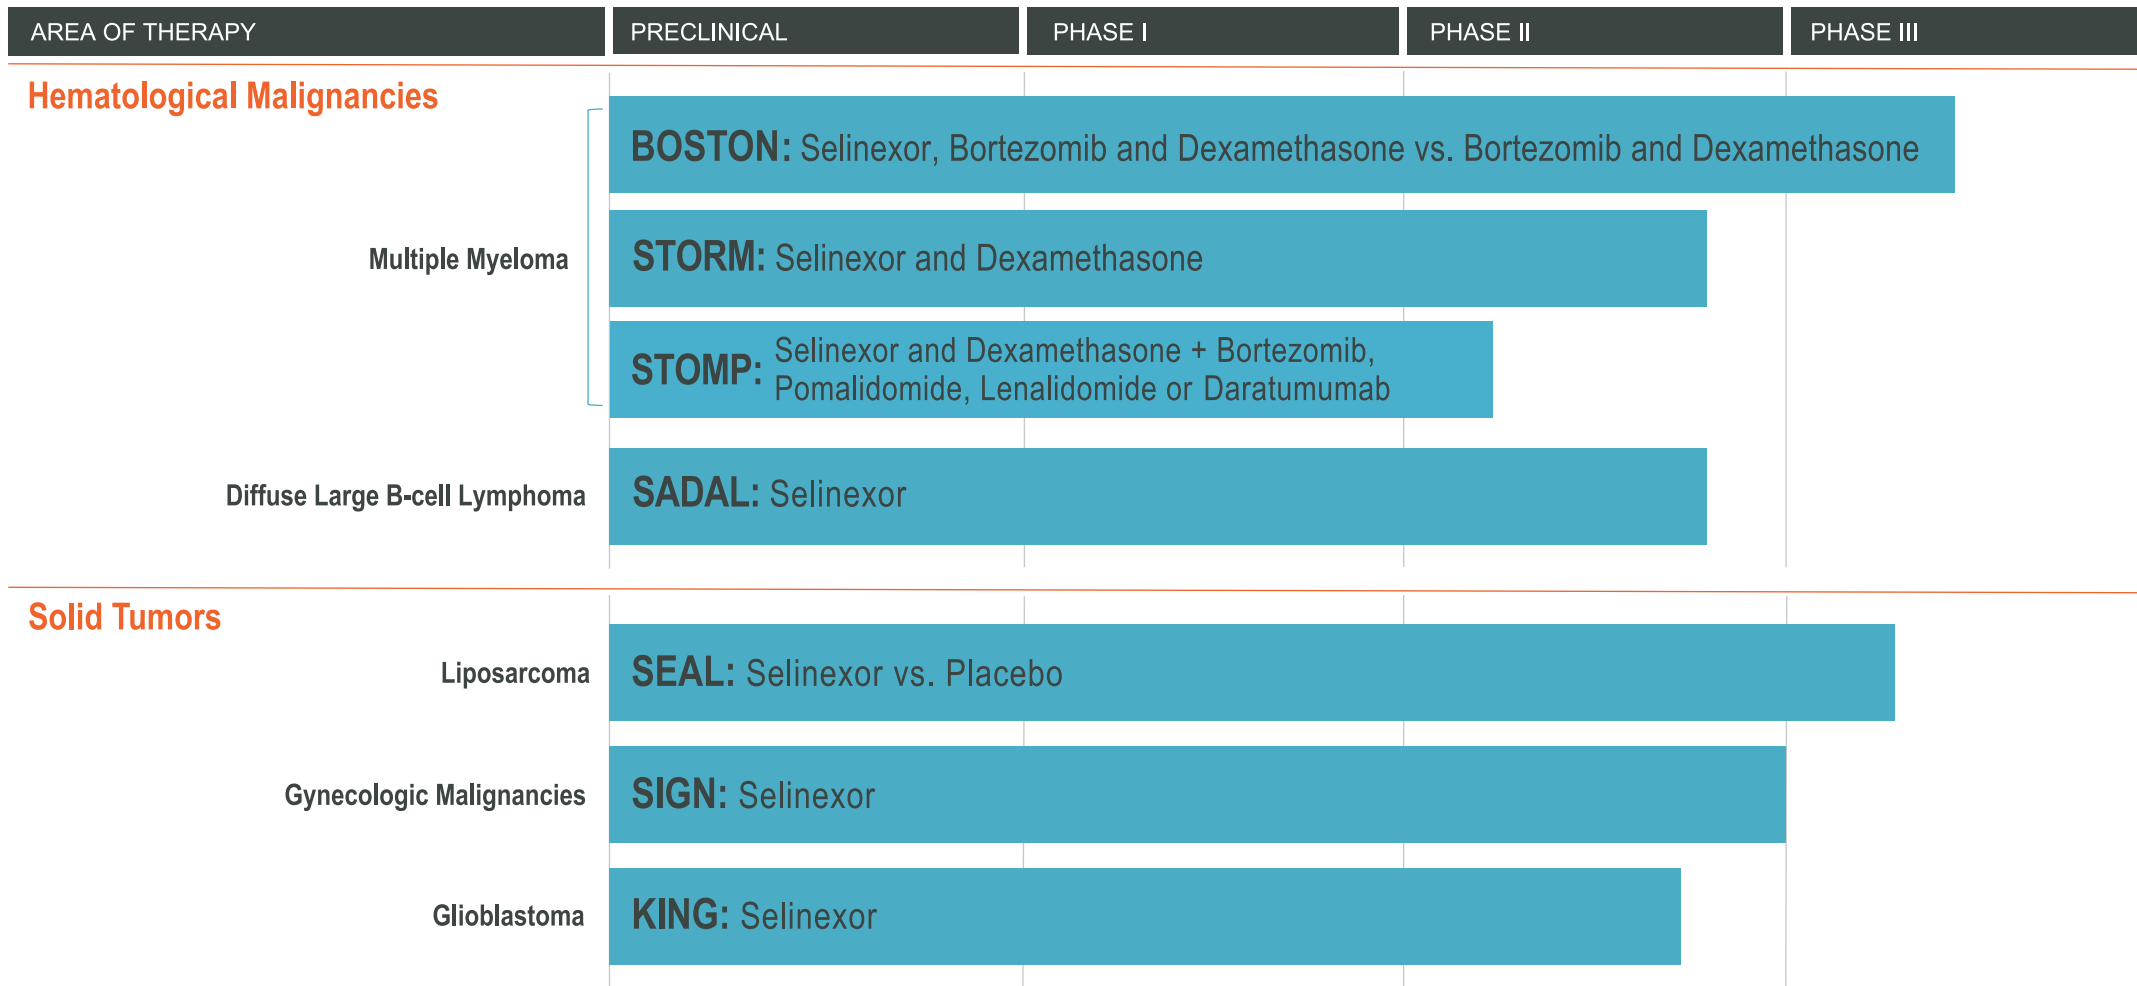 AREA OF THERAPY PRECLINICAL PHASE I PHASE II PHASE III
Hematological Malignancies
BOSTON: Selinexor, Bortezomib and Dexamethasone vs. Bortezomib and Dexamethasone
Multiple Myeloma
STORM: Selinexor and Dexamethasone
STOMP: Selinexor and Dexamethasone + Bortezomib,
Pomalidomide, Lenalidomide or Daratumumab
Diffuse Large B-cell Lymphoma
SADAL: Selinexor
Solid Tumors
Liposarcoma
SEAL: Selinexor vs. Placebo
Gynecologic Malignancies
SIGN: Selinexor
Glioblastoma
KING: Selinexor